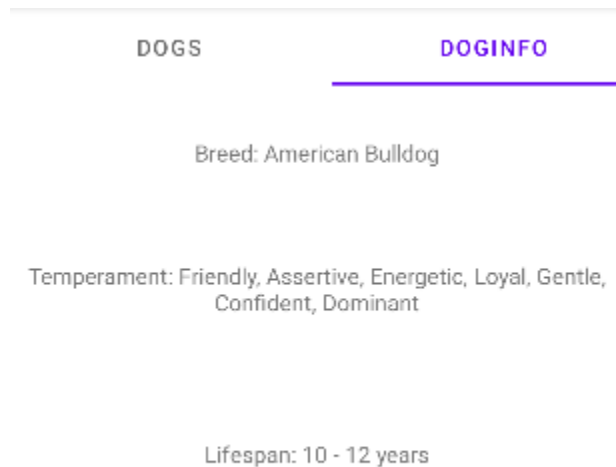 DOGS
DOGINFO
Breed: American Bulldog
Temperament: Friendly, Assertive, Energetic, Loyal, Gentle,
Confident, Dominant
Lifespan: 10 - 12 years